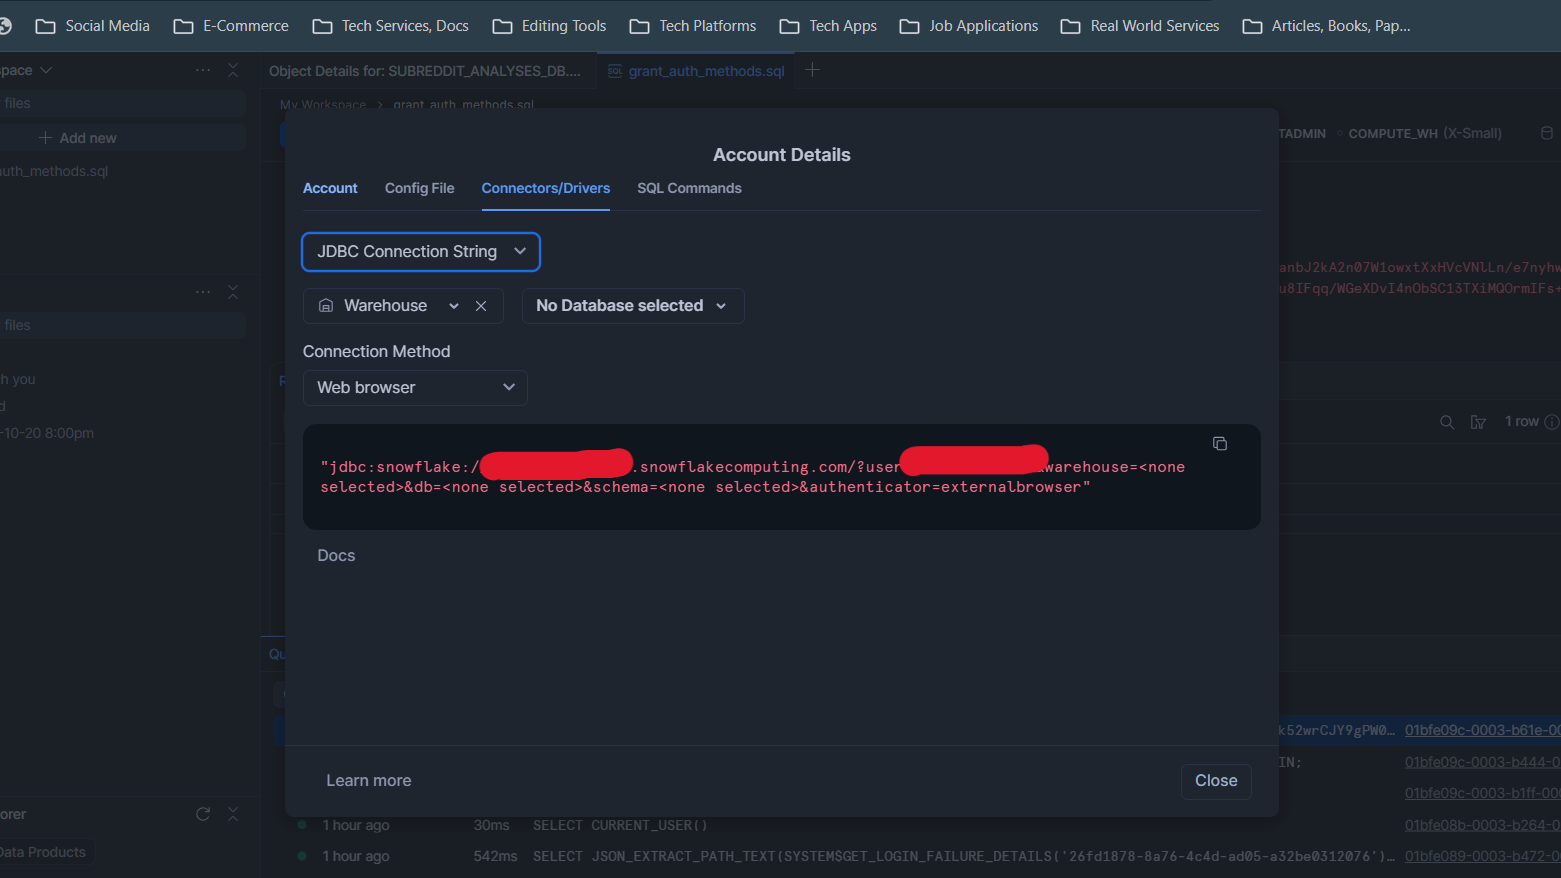 Social Media
E-Commerce
Tech Services, Docs
Editing Tools
Tech Platforms
Tech Apps
Job Applications
Real World Services
Articles, Books, Pap...
pace
Object Details for: SUBREDDIT_ANALYSES_DB....
SQL grant_auth_methods.sql
files
My Workspace > grant_auth_methods.sql
Add new
TADMIN
COMPUTE_WH (X-Small)
uth_methods.sql
Account Details
Account
Config File
Connectors/Drivers
SQL Commands
JDBC Connection String
anbJ2kA2n07W1owxtXxHVcVNlLn/e7nyhw
u8IFqq/WGeXDvI4nObSC13TXiMQOrmIFs+
Warehouse
No Database selected
files
Connection Method
h you
Web browser
d
-10-20 8:00pm
1 row
"jdbc:snowflake:/ .snowflakecomputing.com/?user warehouse=<none
selected>&db=<none selected>&schema=<none selected>&authenticator=externalbrowser"
Docs
Qu
k52wrCJY9gPW0...
01bfe09c-0003-b61e-00
IN;
01bfe09c-0003-b444-0
Learn more
Close
01bfe09c-0003-b1ff-00
orer
1 hour ago
30ms
SELECT CURRENT_USER()
01bfe08b-0003-b264-0
Data Products
1 hour ago
542ms
SELECT JSON_EXTRACT_PATH_TEXT(SYSTEM$GET_LOGIN_FAILURE_DETAILS('26fd1878-8a76-4c4d-ad05-a32be0312076')...
01bfe089-0003-b472-0